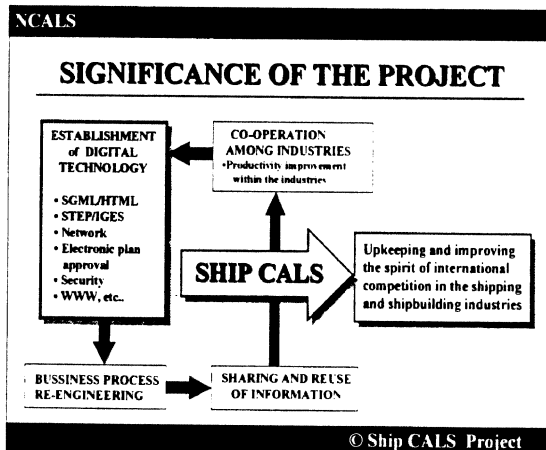 NCALS
SIGNIFICANCE OF THE PROJECT
ESTABLISHMENT
of DIGITAL
TECHNOLOGY
• SGML/HTML
• STEP/IGES
• Network
• Electronic plan
approval
• Security
• WWW, etc..
CO-OPERATION
AMONG INDUSTRIES
• Productivity improvement
within the industries
SHIP CALS
Upkeeping and improving
the spirit of international
competition in the shipping
and shipbuilding industries
BUSSINESS PROCESS
RE-ENGINEERING
SHARING AND REUSE
OF INFORMATION
© Ship CALS Project